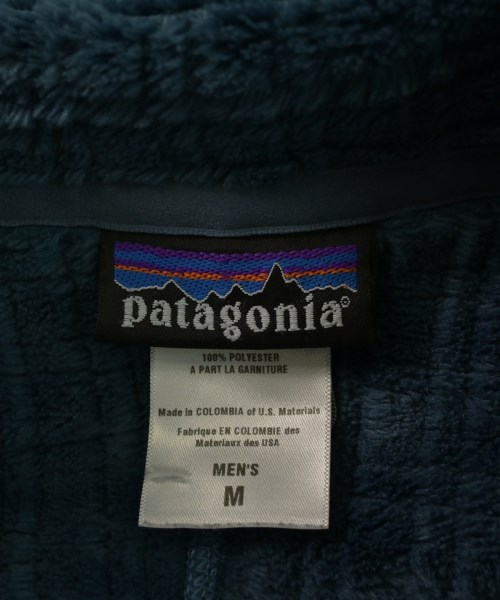 patagonia®
100% POLYESTER
A PART LA GARNITURE
Made in COLOMBIA of U.S. Materials
Fabriqué EN COLOMBIE des
Materiaux des USA
MEN'S
M